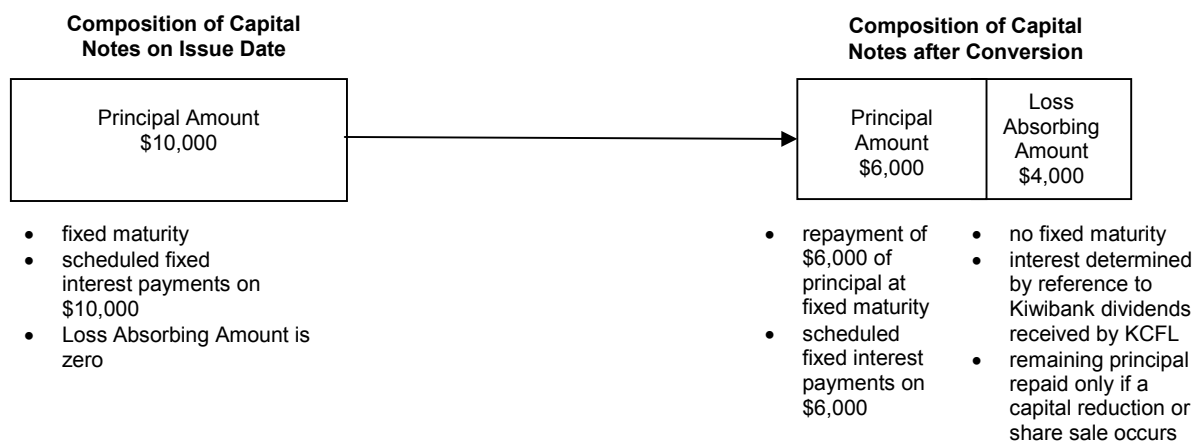 Composition of Capital
Notes on Issue Date
Principal Amount
$10,000
• fixed maturity
• scheduled fixed
interest payments on
$10,000
• Loss Absorbing Amount is
zero
Composition of Capital
Notes after Conversion
Principal
Amount
$6,000
Loss
Absorbing
Amount
$4,000
• repayment of
$6,000 of
principal at
fixed maturity
• scheduled
fixed interest
payments on
$6,000
• no fixed maturity
• interest determined
by reference to
Kiwibank dividends
received by KCFL
• remaining principal
repaid only if a
capital reduction or
share sale occurs